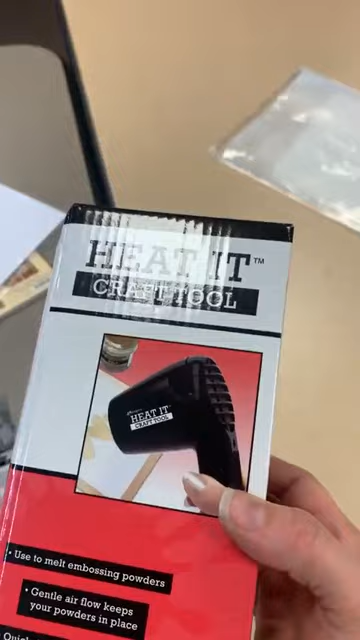 HEAT IT™
CRAFT TOOL
HEAT IT
CRAFT TOOL
• Use to melt embossing powders
• Gentle air flow keeps
your powders in place
• Quick